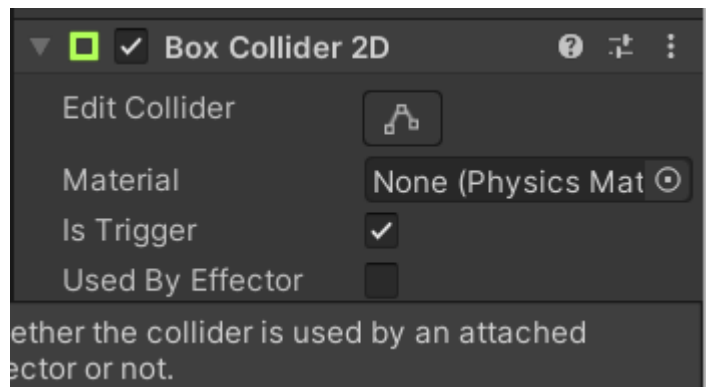 Box Collider 2D
Edit Collider
Material None (Physics Mat
Is Trigger
Used By Effector
ether the collider is used by an attached
ector or not.